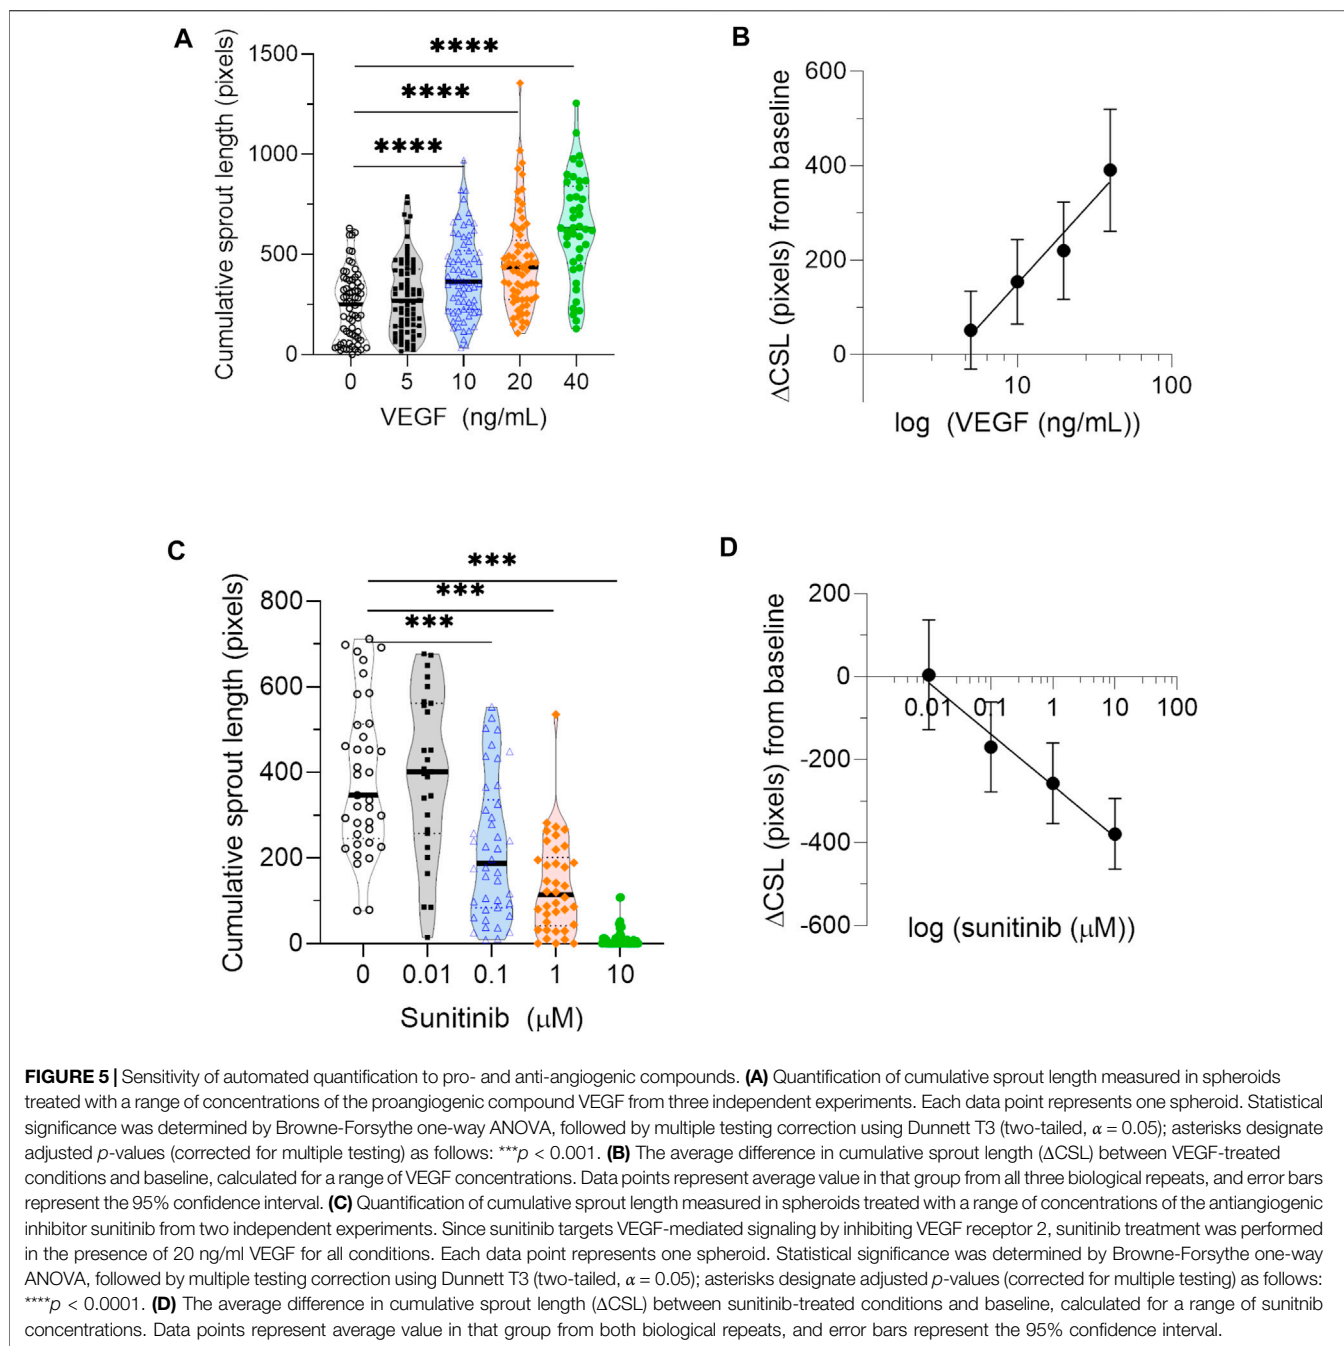 A
Cumulative sprout length (pixels)
1500
1000
500
0
****
****
****
0 5 10 20 40
VEGF (ng/mL)
B
ΔCSL (pixels) from baseline
600
400
200
0
10 100
log (VEGF (ng/mL))
C
Cumulative sprout length (pixels)
800
600
400
200
0
***
***
***
0 0.01 0.1 1 10
Sunitinib (μM)
D
ΔCSL (pixels) from baseline
200
0
-200
-400
-600
0.01 0.1 1 10 100
log (sunitinib (μM))
FIGURE 5 | Sensitivity of automated quantification to pro- and anti-angiogenic compounds. (A) Quantification of cumulative sprout length measured in spheroids
treated with a range of concentrations of the proangiogenic compound VEGF from three independent experiments. Each data point represents one spheroid. Statistical
significance was determined by Browne-Forsythe one-way ANOVA, followed by multiple testing correction using Dunnett T3 (two-tailed, α = 0.05); asterisks designate
adjusted p-values (corrected for multiple testing) as follows: ***p < 0.001. (B) The average difference in cumulative sprout length (ΔCSL) between VEGF-treated
conditions and baseline, calculated for a range of VEGF concentrations. Data points represent average value in that group from all three biological repeats, and error bars
represent the 95% confidence interval. (C) Quantification of cumulative sprout length measured in spheroids treated with a range of concentrations of the antiangiogenic
inhibitor sunitinib from two independent experiments. Since sunitinib targets VEGF-mediated signaling by inhibiting VEGF receptor 2, sunitinib treatment was performed
in the presence of 20 ng/ml VEGF for all conditions. Each data point represents one spheroid. Statistical significance was determined by Browne-Forsythe one-way
ANOVA, followed by multiple testing correction using Dunnett T3 (two-tailed, α = 0.05); asterisks designate adjusted p-values (corrected for multiple testing) as follows:
****p < 0.0001. (D) The average difference in cumulative sprout length (ΔCSL) between sunitinib-treated conditions and baseline, calculated for a range of sunitnib
concentrations. Data points represent average value in that group from both biological repeats, and error bars represent the 95% confidence interval.